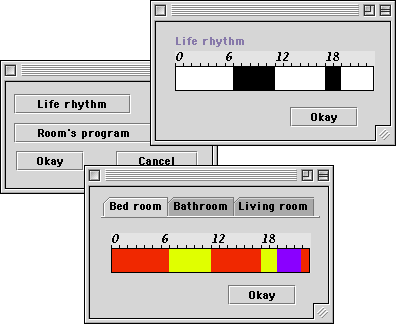 Life rhythm
0 6 12 18
Okay
Life rhythm
Room's program
Okay Cancel
Bed room Bathroom Living room
0 6 12 18
Okay